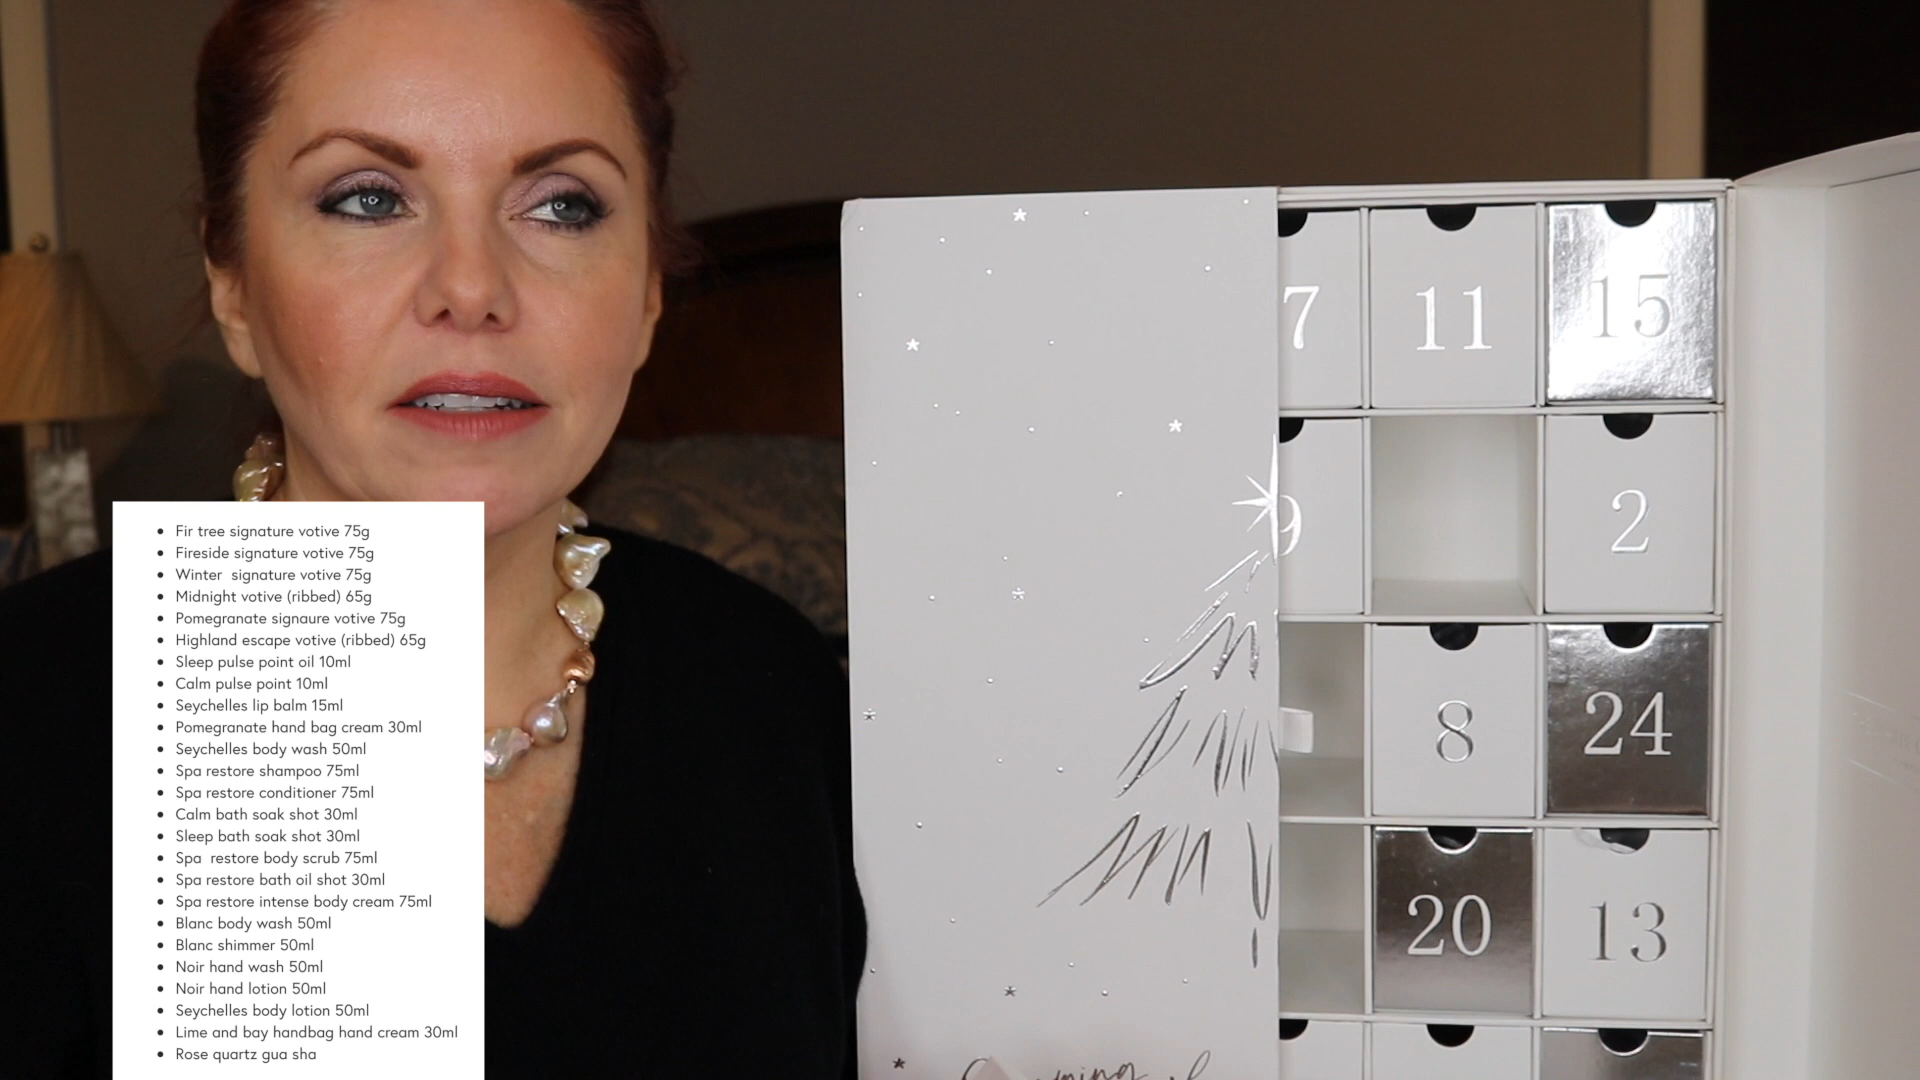 • Fir tree signature votive 75g
• Fireside signature votive 75g
• Winter  signature votive 75g
• Midnight votive (ribbed) 65g
• Pomegranate signaure votive 75g
• Highland escape votive (ribbed) 65g
• Sleep pulse point oil 10ml
• Calm pulse point 10ml
• Seychelles lip balm 15ml
• Pomegranate hand bag cream 30ml
• Seychelles body wash 50ml
• Spa restore shampoo 75ml
• Spa restore conditioner 75ml
• Calm bath soak shot 30ml
• Sleep bath soak shot 30ml
• Spa  restore body scrub 75ml
• Spa restore bath oil shot 30ml
• Spa restore intense body cream 75ml
• Blanc body wash 50ml
• Blanc shimmer 50ml
• Noir hand wash 50ml
• Noir hand lotion 50ml
• Seychelles body lotion 50ml
• Lime and bay handbag hand cream 30ml
• Rose quartz gua sha
7 11 15
9 2
8 24
20 13